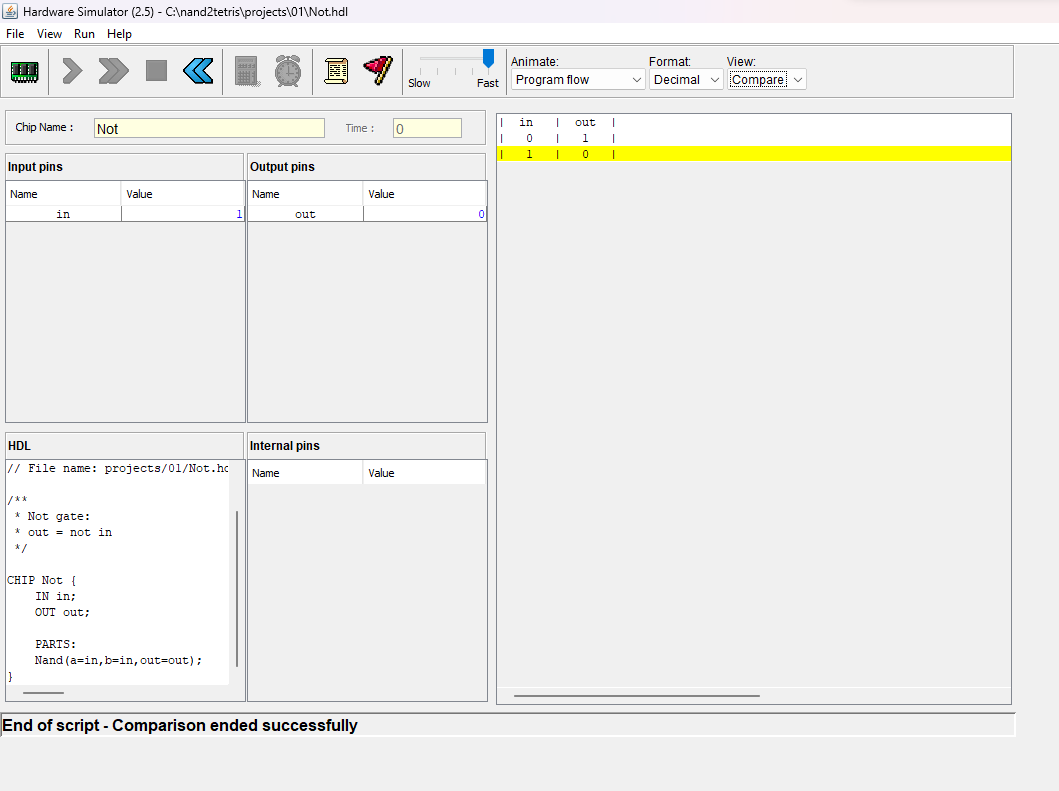 Hardware Simulator (2.5) - C:\nand2tetris\projects\01\Not.hdl
File View Run Help
Slow Fast
Animate: Format: View:
Program flow Decimal Compare
Chip Name : Not Time : 0
Input pins
Name Value
in 1
Output pins
Name Value
out 0
HDL
// File name: projects/01/Not.hd
/**
 * Not gate:
 * out = not in
 */
CHIP Not {
    IN in;
    OUT out;
    PARTS:
    Nand(a=in,b=in,out=out);
}
Internal pins
Name Value
| in | out |
| 0 | 1 |
| 1 | 0 |
End of script - Comparison ended successfully